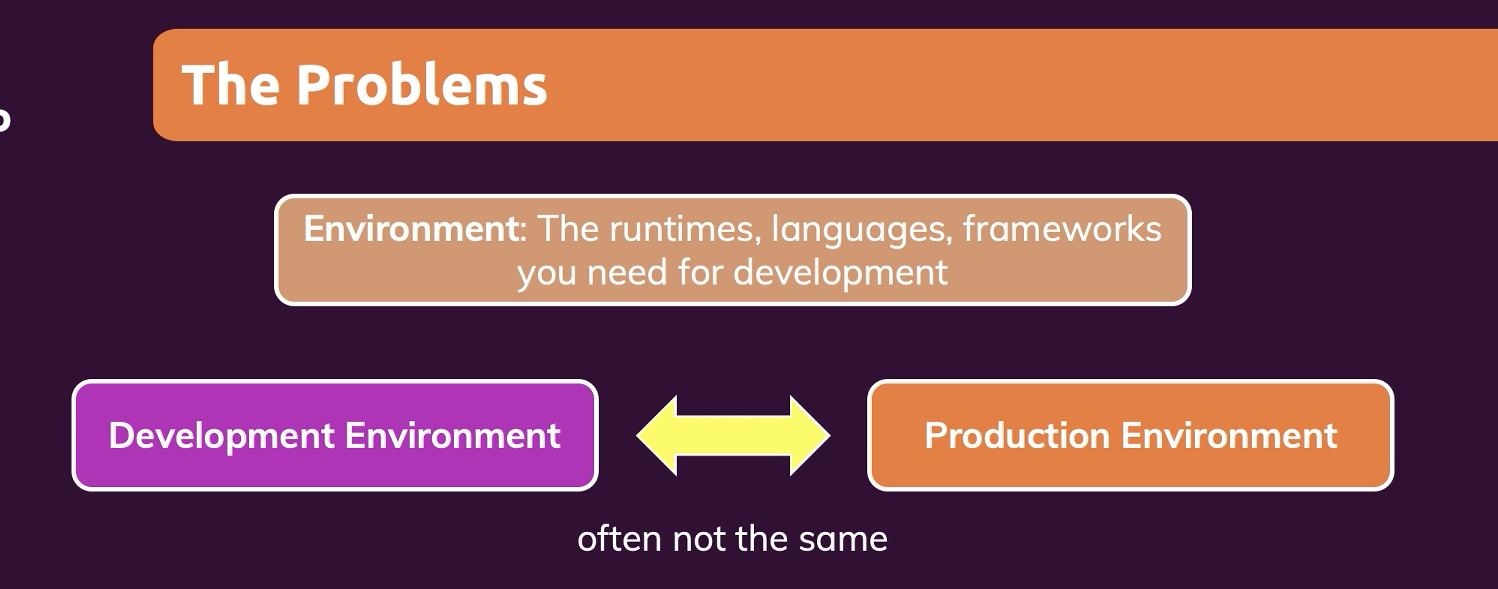 The Problems
Environment: The runtimes, languages, frameworks
you need for development
Development Environment
Production Environment
often not the same